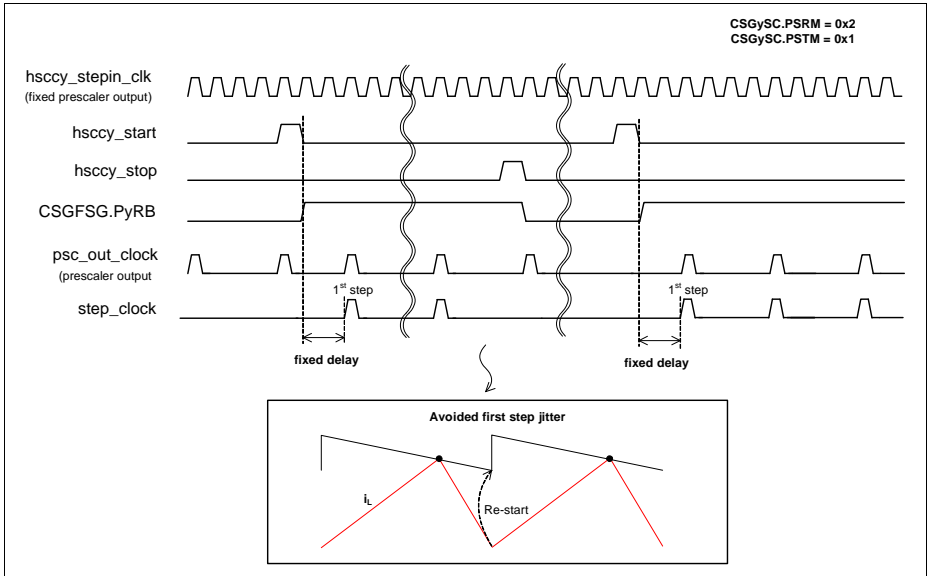 CSGySC.PSRM = 0x2
CSGySC.PSTM = 0x1
hsccy_stepin_clk
(fixed prescaler output)
hsccy_start
hsccy_stop
CSGFSG.PyRB
psc_out_clock
(prescaler output
1st step
1st step
step_clock
fixed delay
fixed delay
Avoided first step jitter
iL
Re-start